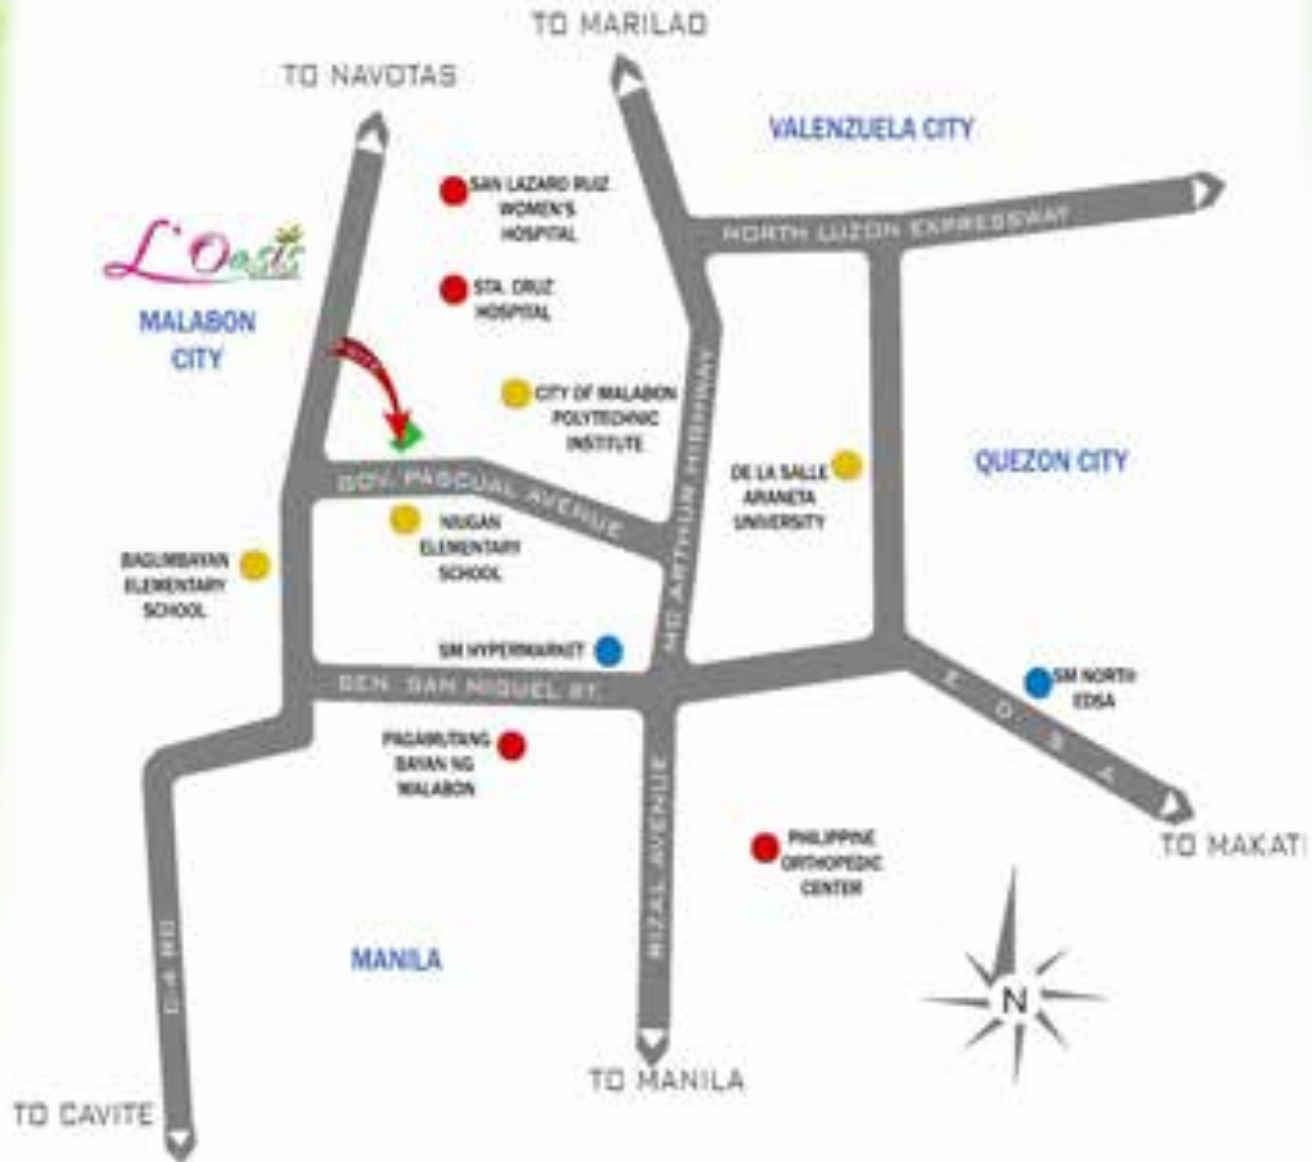 TO MARILAO
TO NAVOTAS
VALENZUELA CITY
SAN LAZARO RUIZ
WOMEN'S
HOSPITAL
NORTH LUZON EXPRESSWAY
L'Oasis
STA. CRUZ
HOSPITAL
MALABON
CITY
CITY OF MALABON
POLYTECHNIC
INSTITUTE
MC ARTHUR HIGHWAY
DE LA SALLE
ARANETA
UNIVERSITY
QUEZON CITY
GOV. PASCUAL AVENUE
NIUGAN
ELEMENTARY
SCHOOL
BAGUMBAYAN
ELEMENTARY
SCHOOL
SM HYPERMARKET
GEN. SAN MIGUEL ST.
EDSA
SM NORTH
EDSA
PAGAMUTANG
BAYAN NG
MALABON
RIZAL AVENUE
PHILIPPINE
ORTHOPEDIC
CENTER
TO MAKATI
C-4 RD
MANILA
N
TO MANILA
TO CAVITE